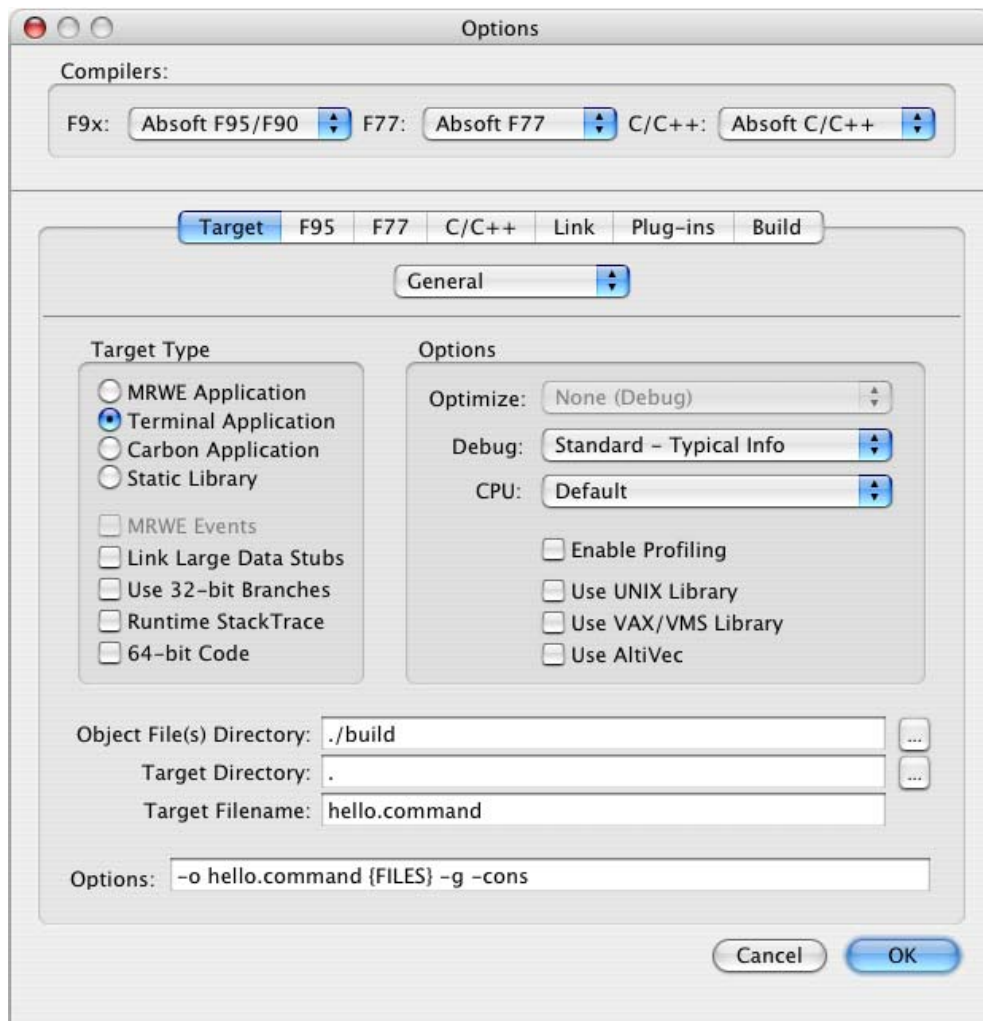 Options
Compilers:
F9x: Absoft F95/F90 F77: Absoft F77 C/C++: Absoft C/C++
Target F95 F77 C/C++ Link Plug-ins Build
General
Target Type
MRWE Application
Terminal Application
Carbon Application
Static Library
MRWE Events
Link Large Data Stubs
Use 32-bit Branches
Runtime StackTrace
64-bit Code
Options
Optimize: None (Debug)
Debug: Standard – Typical Info
CPU: Default
Enable Profiling
Use UNIX Library
Use VAX/VMS Library
Use AltiVec
Object File(s) Directory: ./build ...
Target Directory: . ...
Target Filename: hello.command
Options: -o hello.command {FILES} -g -cons
Cancel OK